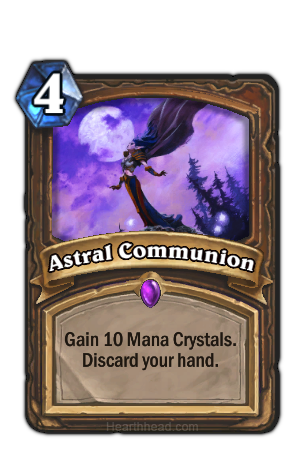 4
Astral Communion
Gain 10 Mana Crystals.
Discard your hand.
Hearthhead.com